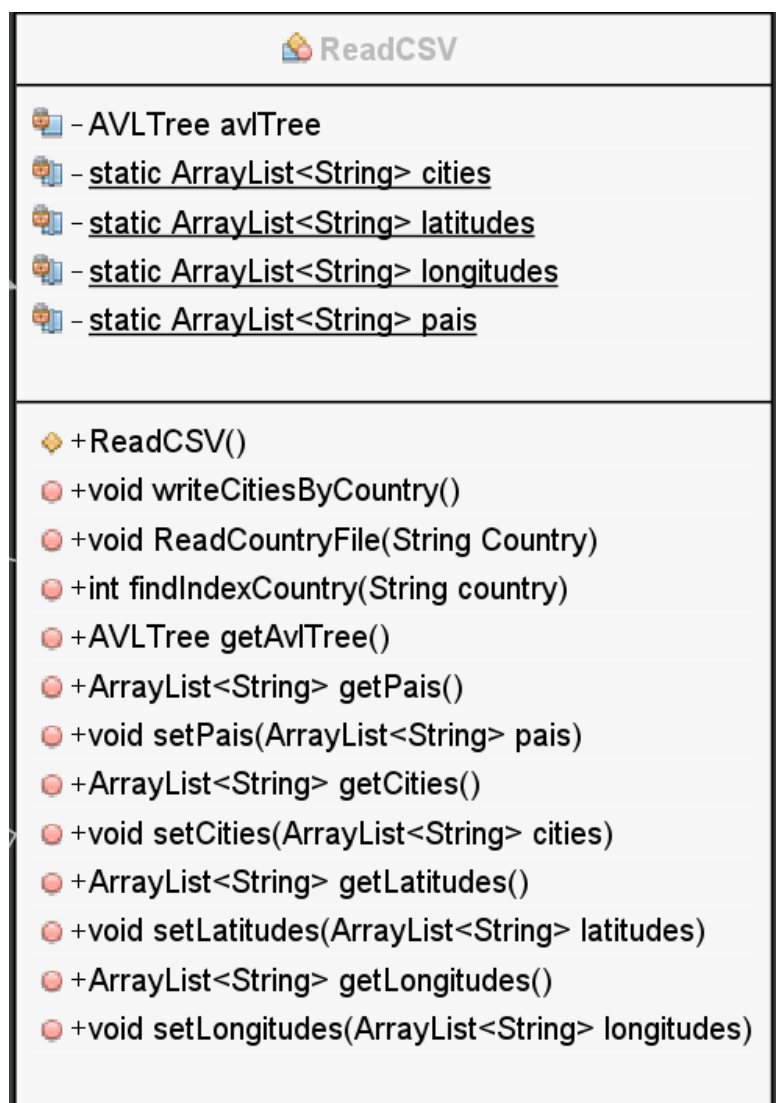 ReadCSV
- AVLTree avlTree
- static ArrayList<String> cities
- static ArrayList<String> latitudes
- static ArrayList<String> longitudes
- static ArrayList<String> pais
+ReadCSV()
+void writeCitiesByCountry()
+void ReadCountryFile(String Country)
+int findIndexCountry(String country)
+AVLTree getAvlTree()
+ArrayList<String> getPais()
+void setPais(ArrayList<String> pais)
+ArrayList<String> getCities()
+void setCities(ArrayList<String> cities)
+ArrayList<String> getLatitudes()
+void setLatitudes(ArrayList<String> latitudes)
+ArrayList<String> getLongitudes()
+void setLongitudes(ArrayList<String> longitudes)